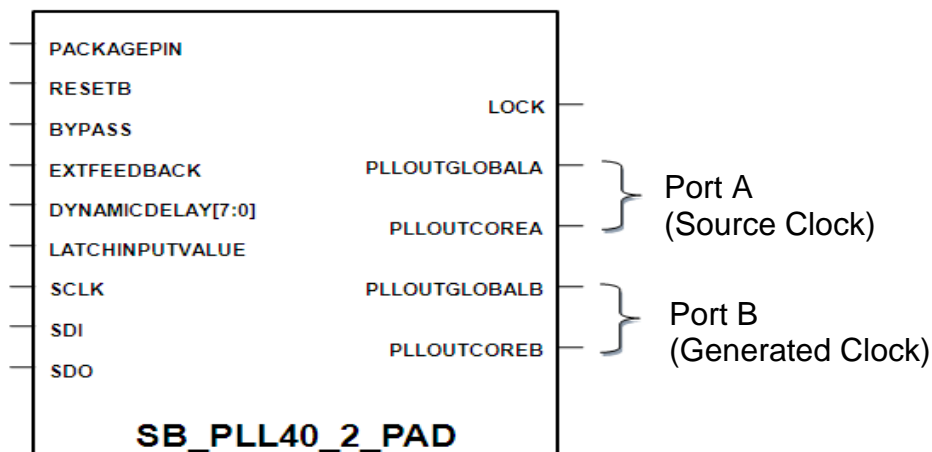 PACKAGEPIN
RESETB
BYPASS
EXTFEEDBACK
DYNAMICDELAY[7:0]
LATCHINPUTVALUE
SCLK
SDI
SDO
LOCK
PLLOUTGLOBALA
PLLOUTCOREA
PLLOUTGLOBALB
PLLOUTCOREB
Port A
(Source Clock)
Port B
(Generated Clock)
SB_PLL40_2_PAD